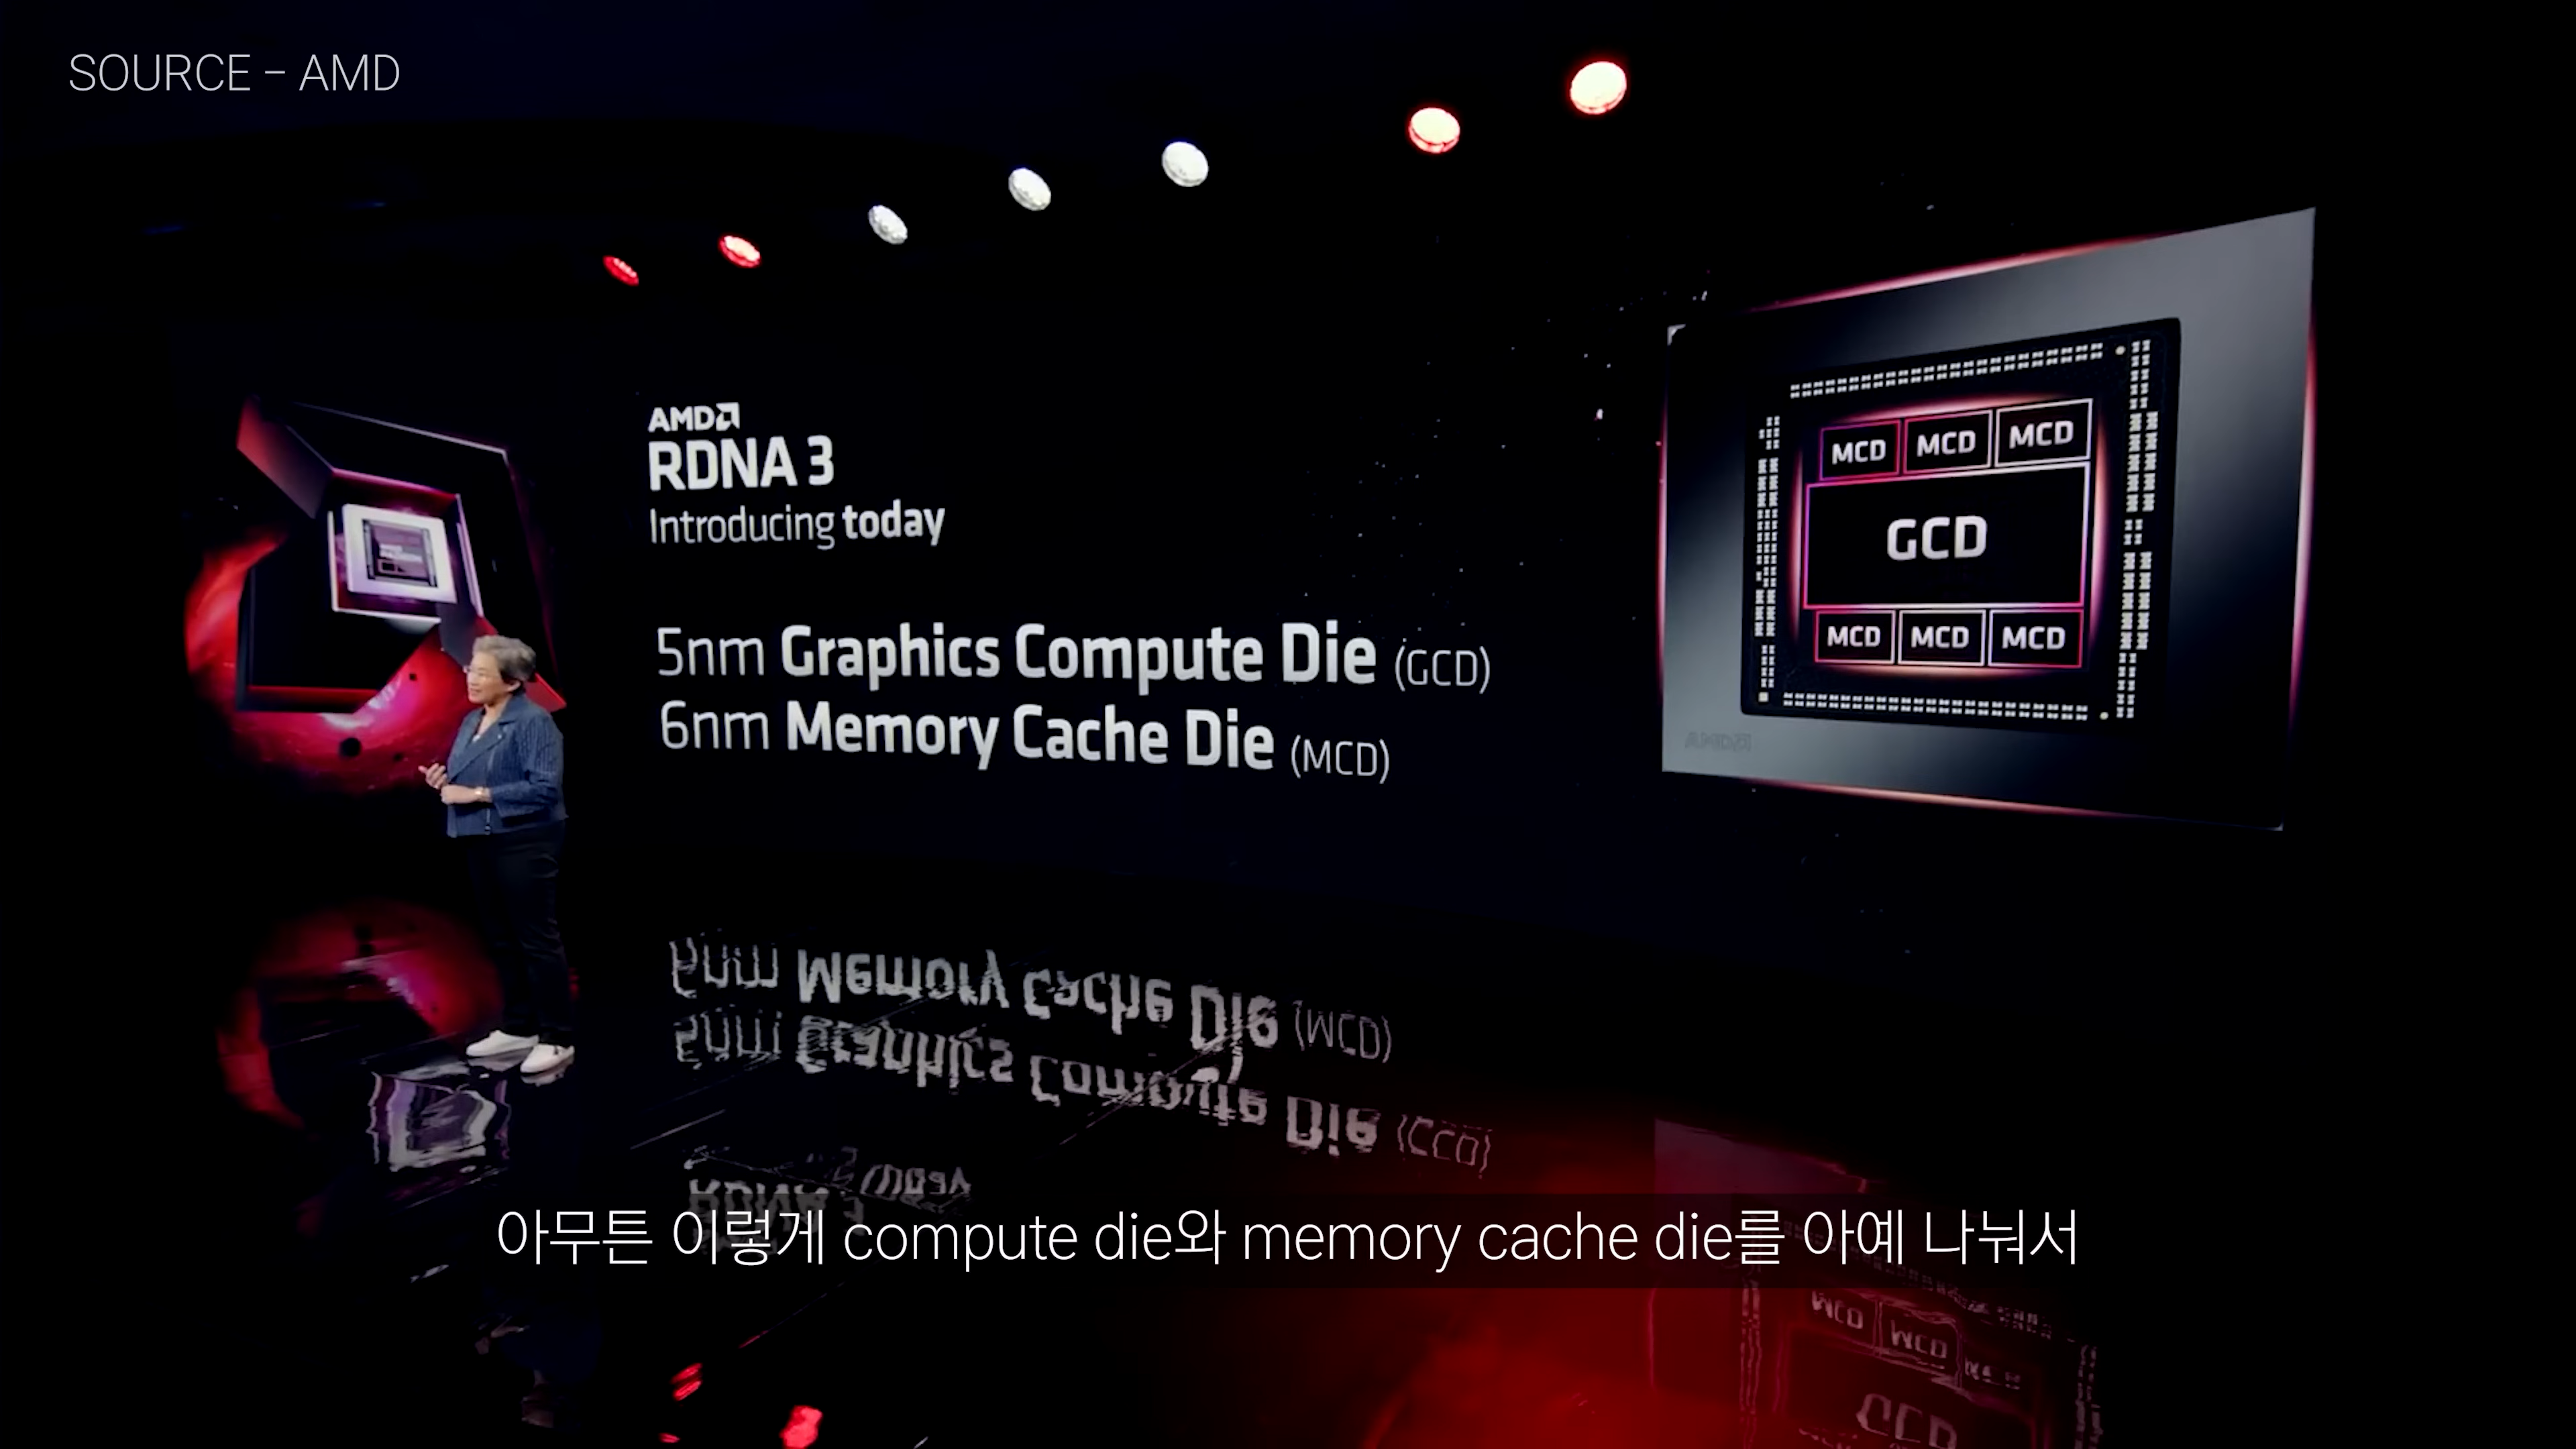 SOURCE – AMD
AMD
RDNA 3
Introducing today
5nm Graphics Compute Die (GCD)
6nm Memory Cache Die (MCD)
MCD MCD MCD
GCD
MCD MCD MCD
AMD
아무튼 이렇게 compute die와 memory cache die를 아예 나눠서